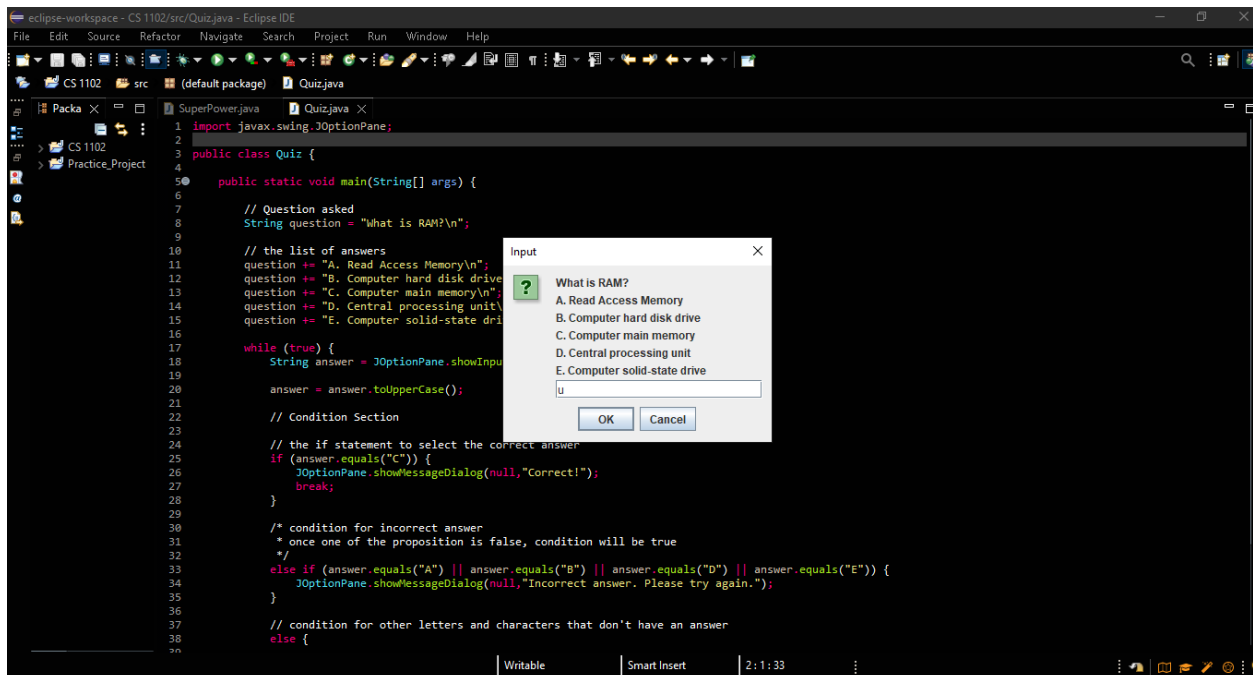 eclipse-workspace - CS 1102/src/Quiz.java - Eclipse IDE
File Edit Source Refactor Navigate Search Project Run Window Help
CS 1102 src (default package) Quiz.java
Packa SuperPower.java Quiz.java
CS 1102
Practice_Project
1 import javax.swing.JOptionPane;
2
3 public class Quiz {
4
5 public static void main(String[] args) {
6
7 // Question asked
8 String question = "What is RAM?\n";
9
10 // the list of answers
11 question += "A. Read Access Memory\n";
12 question += "B. Computer hard disk drive
13 question += "C. Computer main memory\n";
14 question += "D. Central processing unit\
15 question += "E. Computer solid-state dri
16
17 while (true) {
18 String answer = JOptionPane.showInpu
19
20 answer = answer.toUpperCase();
21
22 // Condition Section
23
24 // the if statement to select the correct answer
25 if (answer.equals("C")) {
26 JOptionPane.showMessageDialog(null,"Correct!");
27 break;
28 }
29
30 /* condition for incorrect answer
31 * once one of the proposition is false, condition will be true
32 */
33 else if (answer.equals("A") || answer.equals("B") || answer.equals("D") || answer.equals("E")) {
34 JOptionPane.showMessageDialog(null,"Incorrect answer. Please try again.");
35 }
36
37 // condition for other letters and characters that don't have an answer
38 else {
Input
What is RAM?
A. Read Access Memory
B. Computer hard disk drive
C. Computer main memory
D. Central processing unit
E. Computer solid-state drive
u
OK Cancel
Writable Smart Insert 2 : 1 : 33